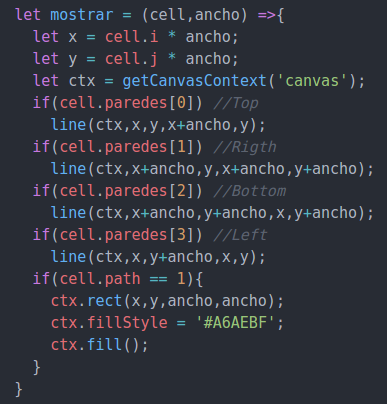 let mostrar = (cell,ancho) =>{
  let x = cell.i * ancho;
  let y = cell.j * ancho;
  let ctx = getCanvasContext('canvas');
  if(cell.paredes[0]) //Top
    line(ctx,x,y,x+ancho,y);
  if(cell.paredes[1]) //Rigth
    line(ctx,x+ancho,y,x+ancho,y+ancho);
  if(cell.paredes[2]) //Bottom
    line(ctx,x+ancho,y+ancho,x,y+ancho);
  if(cell.paredes[3]) //Left
    line(ctx,x,y+ancho,x,y);
  if(cell.path == 1){
    ctx.rect(x,y,ancho,ancho);
    ctx.fillStyle = '#A6AEBF';
    ctx.fill();
  }
}